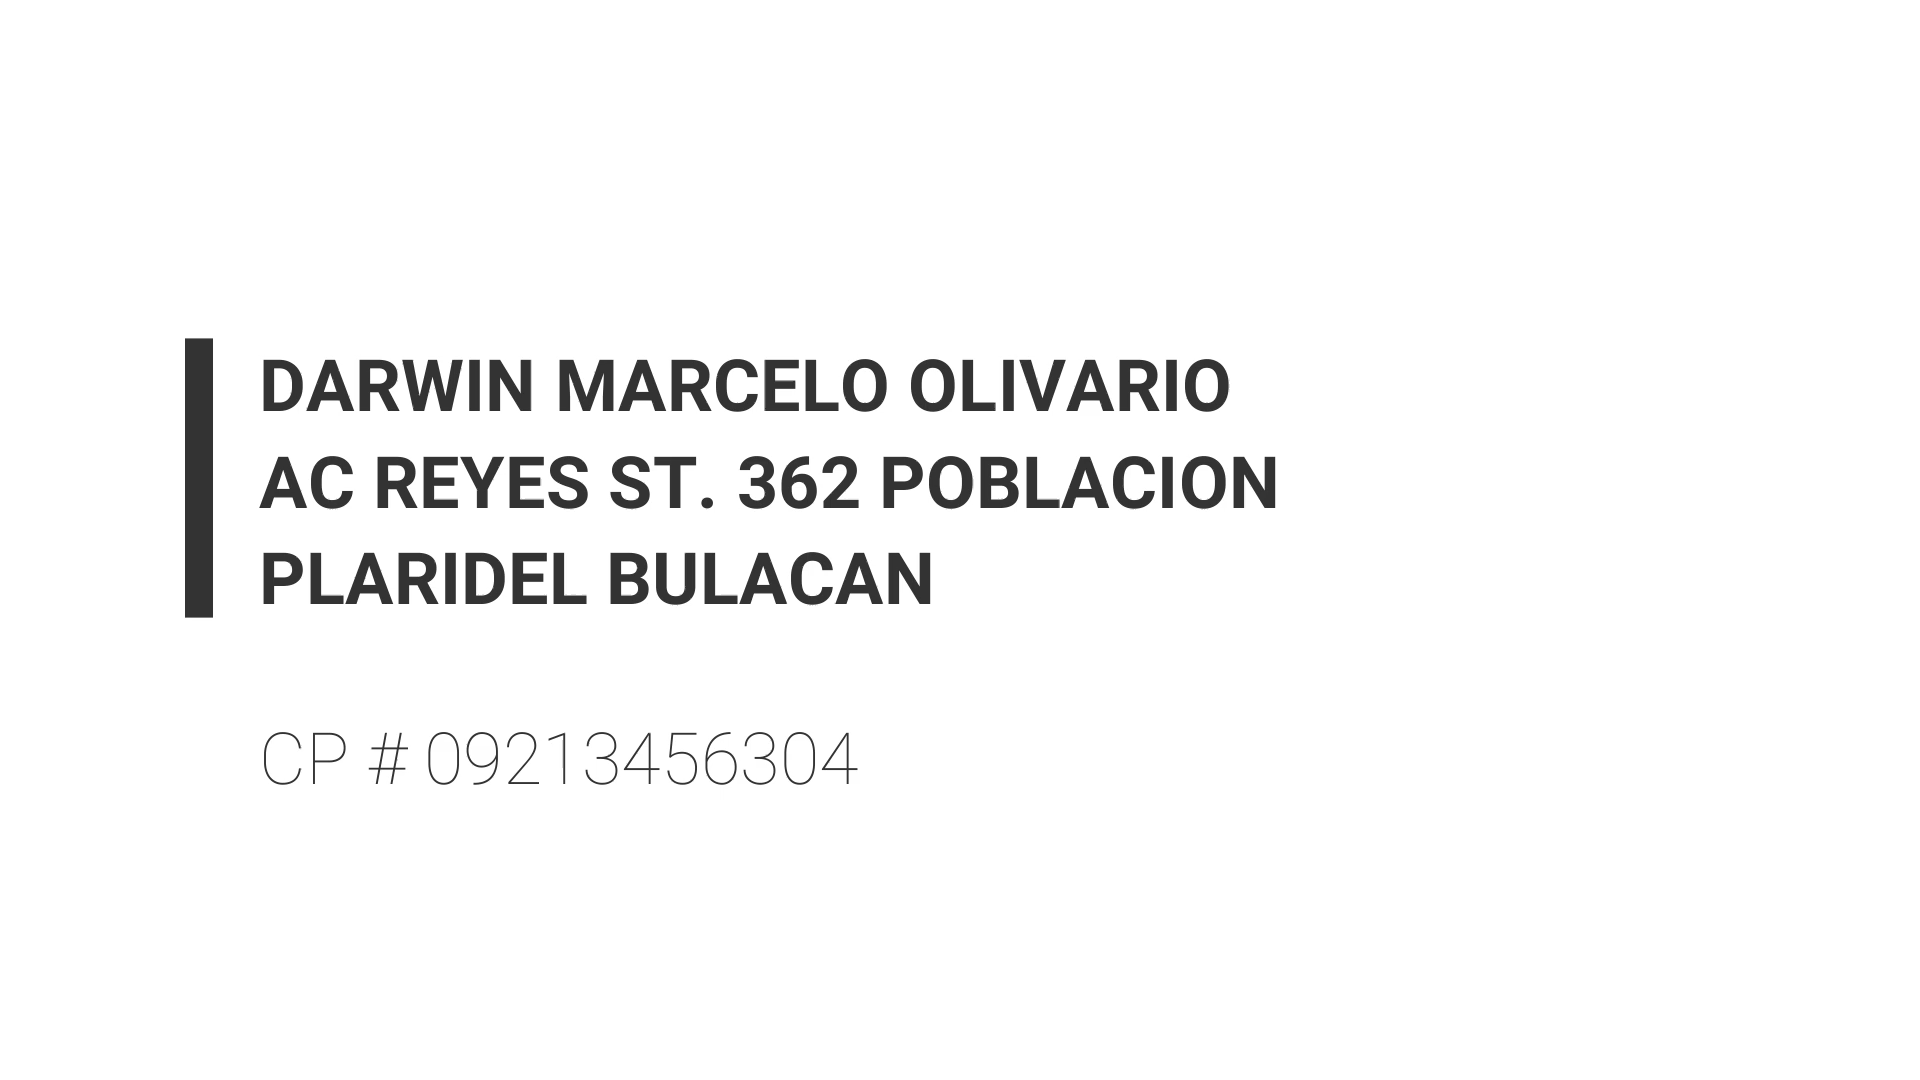 DARWIN MARCELO OLIVARIO
AC REYES ST. 362 POBLACION
PLARIDEL BULACAN
CP # 09213456304